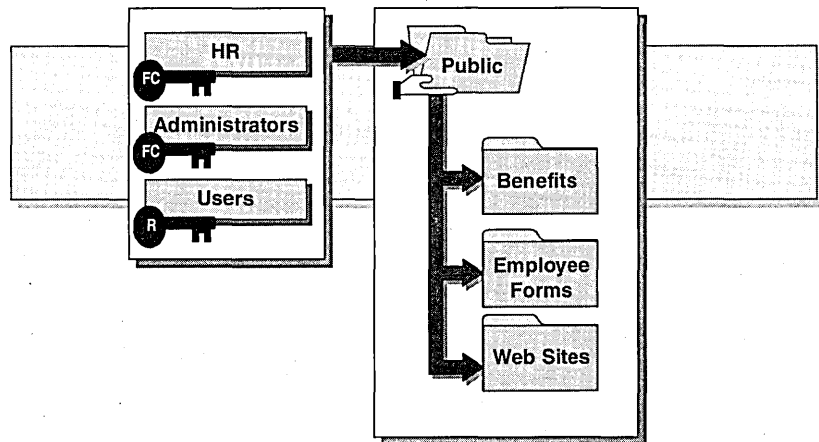 HR
FC
Administrators
FC
Users
R
Public
Benefits
Employee
Forms
Web Sites